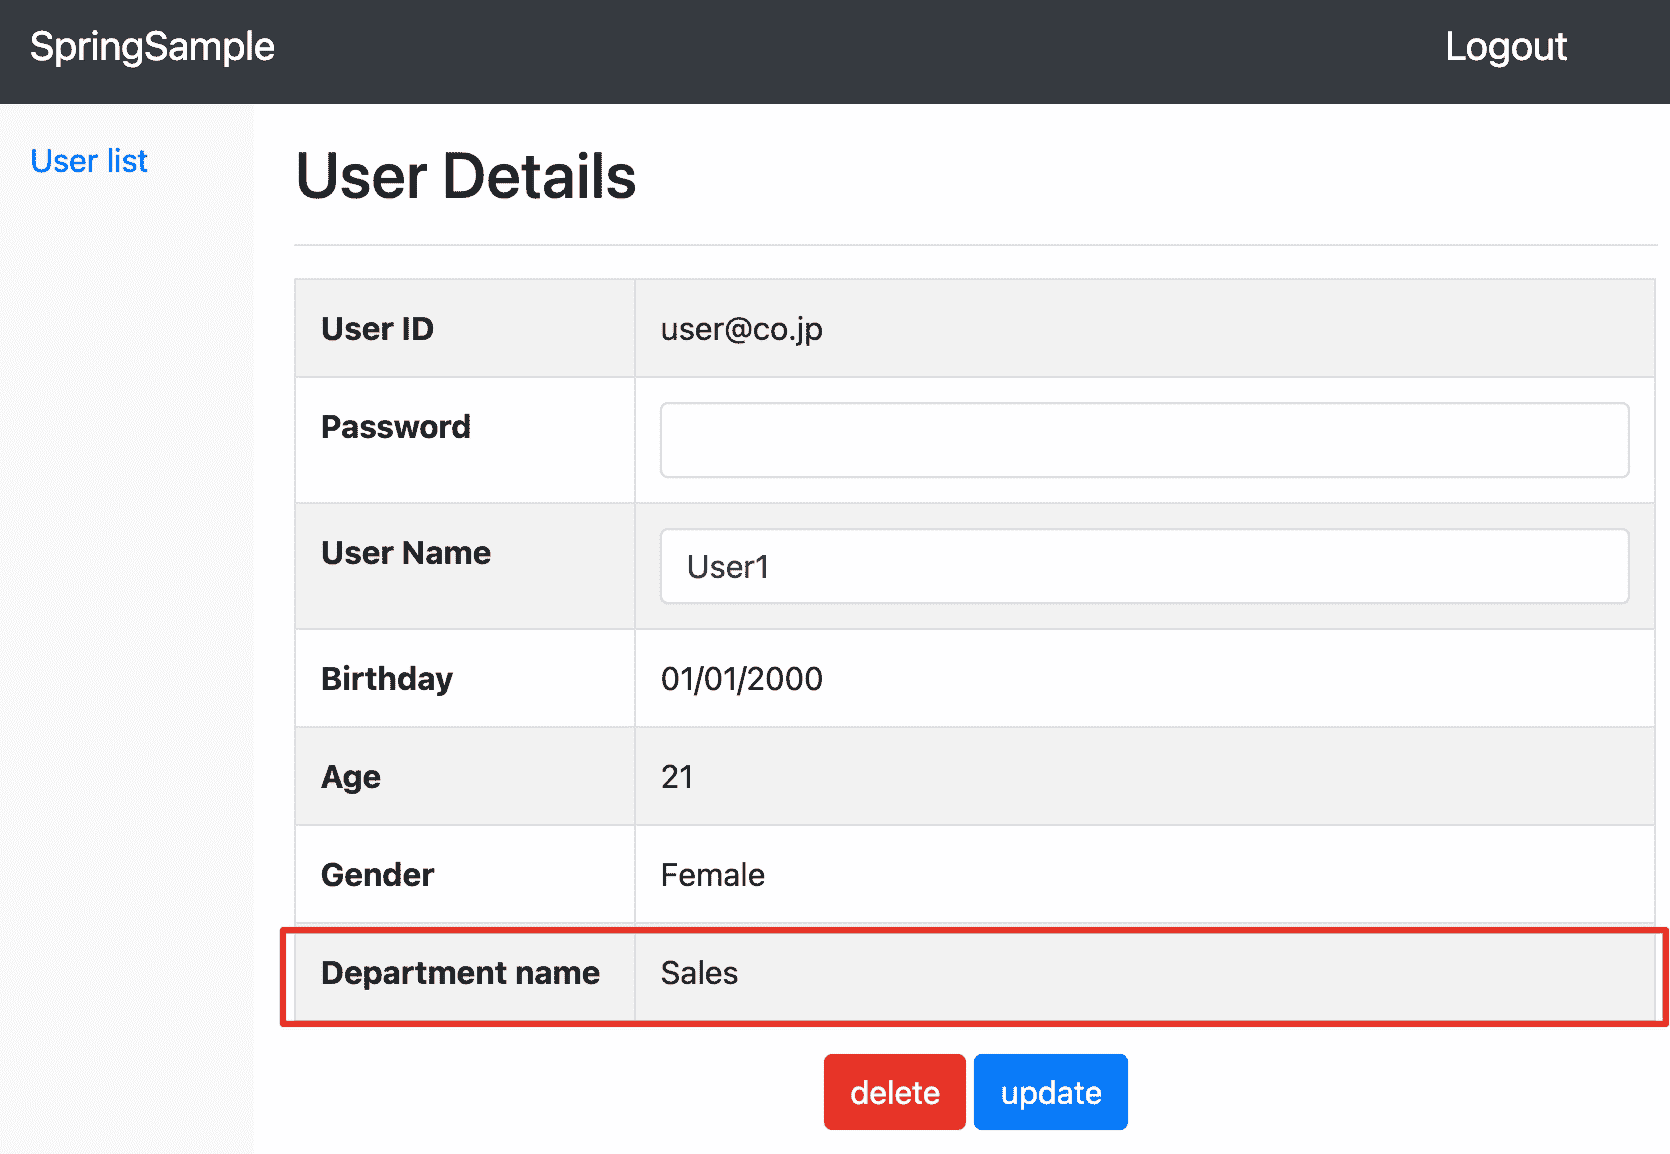 SpringSample Logout
User list
User Details
User ID user@co.jp
Password
User Name User1
Birthday 01/01/2000
Age 21
Gender Female
Department name Sales
delete update